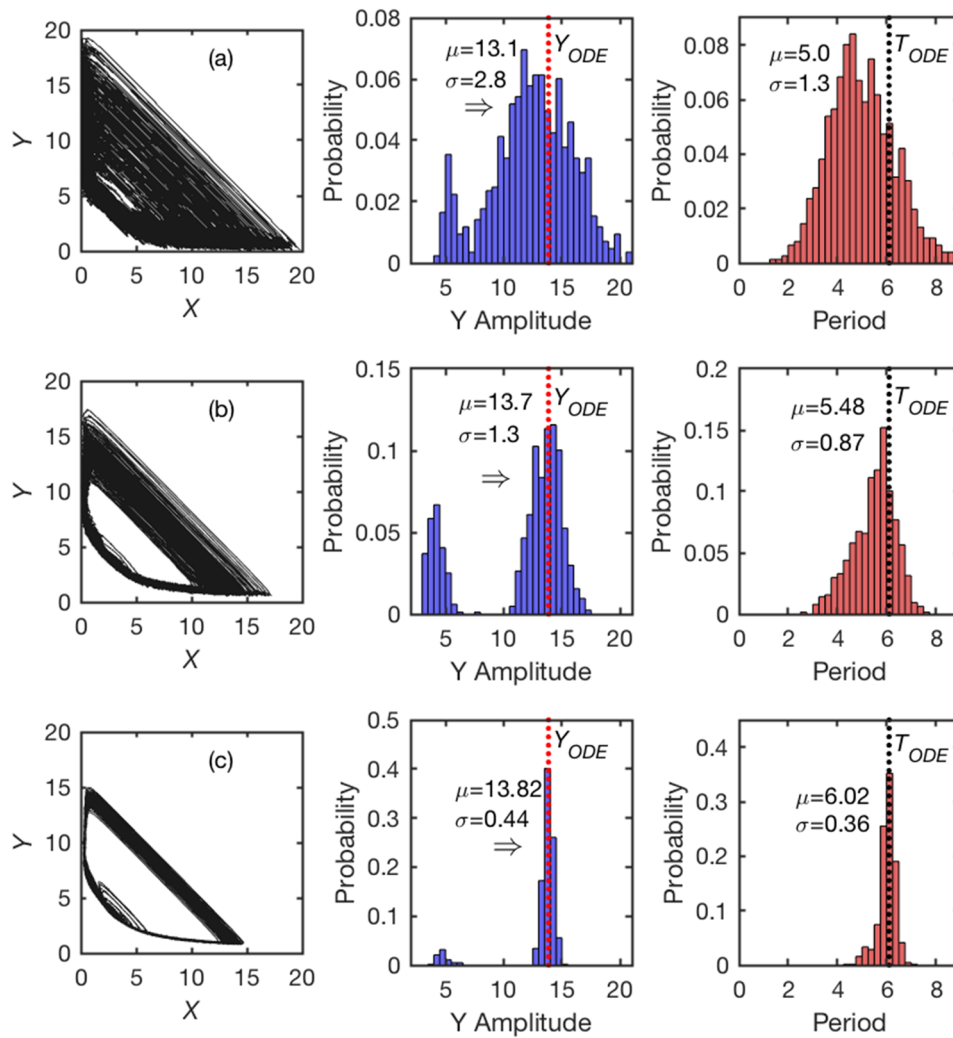 (a)
Y
20
15
10
5
0
0 5 10 15 20
X
Probability
0.08
0.06
0.04
0.02
0
μ=13.1
σ=2.8
⇒
Y_ODE
5 10 15 20
Y Amplitude
Probability
0.08
0.06
0.04
0.02
0
μ=5.0
σ=1.3
T_ODE
0 2 4 6 8
Period
(b)
Y
20
15
10
5
0
0 5 10 15 20
X
Probability
0.15
0.1
0.05
0
μ=13.7
σ=1.3
⇒
Y_ODE
5 10 15 20
Y Amplitude
Probability
0.2
0.15
0.1
0.05
0
μ=5.48
σ=0.87
T_ODE
0 2 4 6 8
Period
(c)
Y
20
15
10
5
0
0 5 10 15 20
X
Probability
0.5
0.4
0.3
0.2
0.1
0
μ=13.82
σ=0.44
⇒
Y_ODE
5 10 15 20
Y Amplitude
Probability
0.4
0.3
0.2
0.1
0
μ=6.02
σ=0.36
T_ODE
0 2 4 6 8
Period